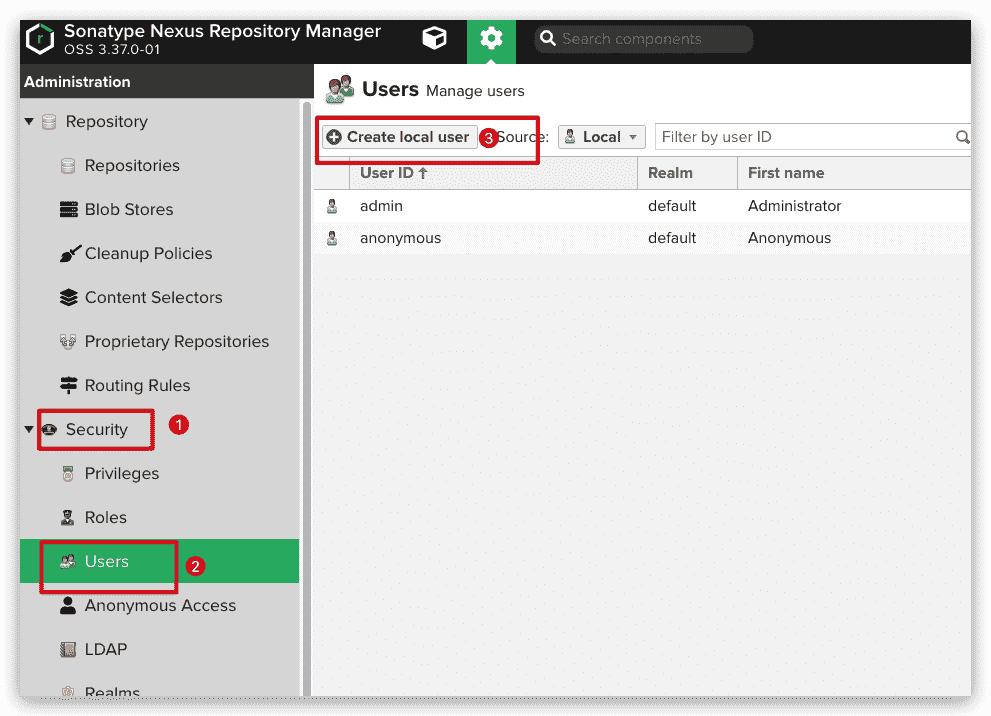 Sonatype Nexus Repository Manager
OSS 3.37.0-01
Search components
Administration
Repository
Repositories
Blob Stores
Cleanup Policies
Content Selectors
Proprietary Repositories
Routing Rules
Security 1
Privileges
Roles
Users 2
Anonymous Access
LDAP
Realms
Users Manage users
Create local user 3 Source: Local Filter by user ID
User ID ↑ Realm First name
admin default Administrator
anonymous default Anonymous